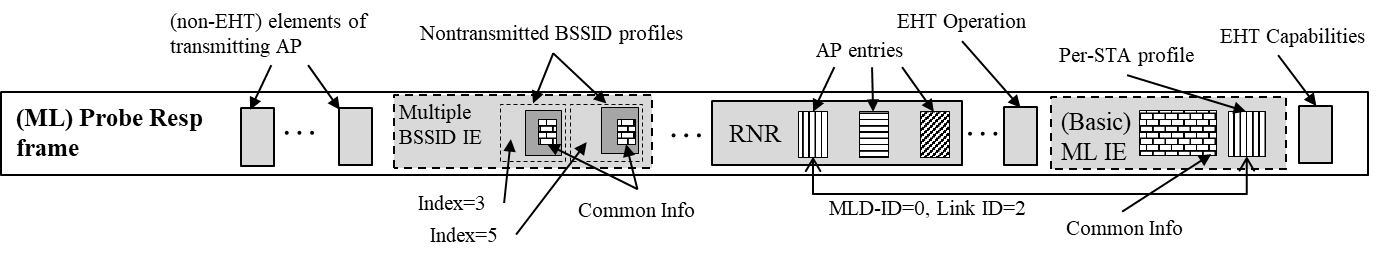 (non-EHT) elements of
transmitting AP
Nontransmitted BSSID profiles
EHT Operation
AP entries
Per-STA profile
EHT Capabilities
(ML) Probe Resp
frame
...
Multiple
BSSID IE
...
RNR
...
(Basic)
ML IE
Index=3
Index=5
Common Info
MLD-ID=0, Link ID=2
Common Info